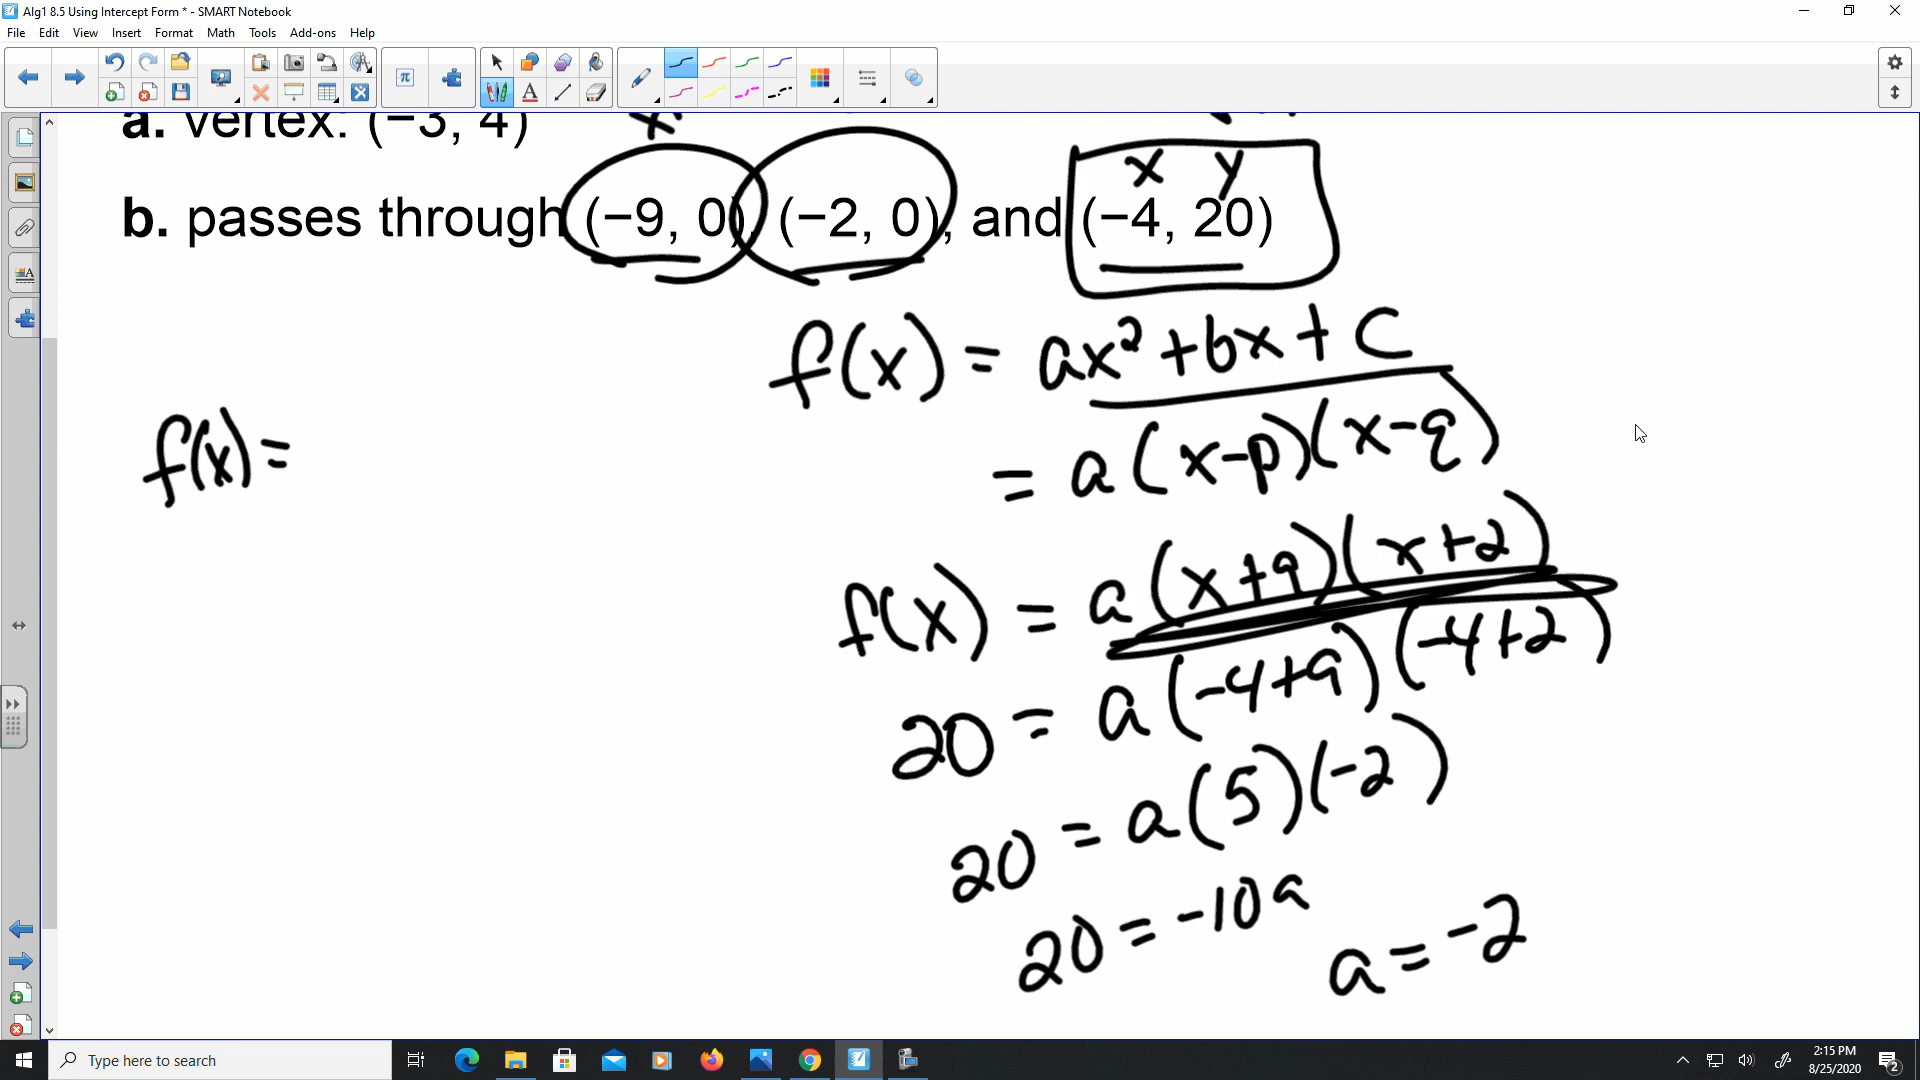 Alg1 8.5 Using Intercept Form * - SMART Notebook
File Edit View Insert Format Math Tools Add-ons Help
a. vertex: (−3, 4)
x y
b. passes through (−9, 0), (−2, 0), and (−4, 20)
f(x) = ax² + bx + c
f(x) =
= a(x-p)(x-q)
f(x) = a(x+9)(x+2)
20 = a(-4+9)(-4+2)
20 = a(5)(-2)
20 = -10a
a = -2
Type here to search
2:15 PM
8/25/2020
2